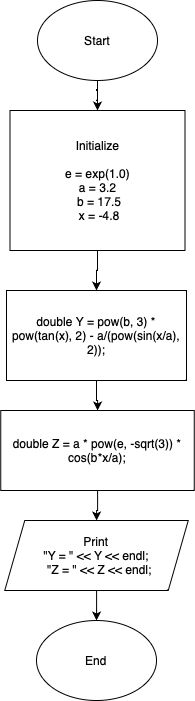 Start
Initialize
e = exp(1.0)
a = 3.2
b = 17.5
x = -4.8
double Y = pow(b, 3) *
pow(tan(x), 2) - a/(pow(sin(x/a),
2));
double Z = a * pow(e, -sqrt(3)) *
cos(b*x/a);
Print
"Y = " << Y << endl;
"Z = " << Z << endl;
End